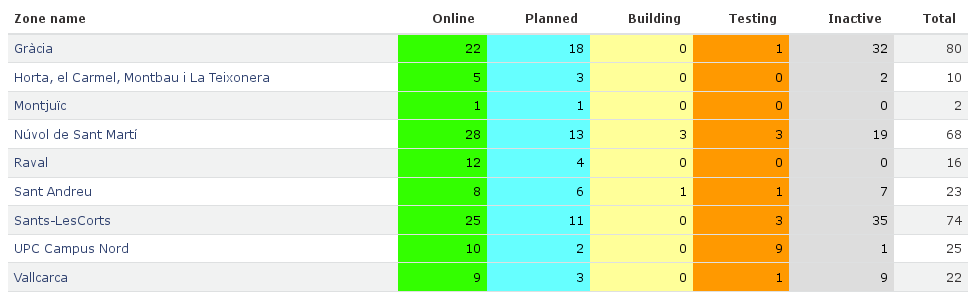 Zone name Online Planned Building Testing Inactive Total
Gràcia 22 18 0 1 32 80
Horta, el Carmel, Montbau i La Teixonera 5 3 0 0 2 10
Montjuïc 1 1 0 0 0 2
Núvol de Sant Martí 28 13 3 3 19 68
Raval 12 4 0 0 0 16
Sant Andreu 8 6 1 1 7 23
Sants-LesCorts 25 11 0 3 35 74
UPC Campus Nord 10 2 0 9 1 25
Vallcarca 9 3 0 1 9 22